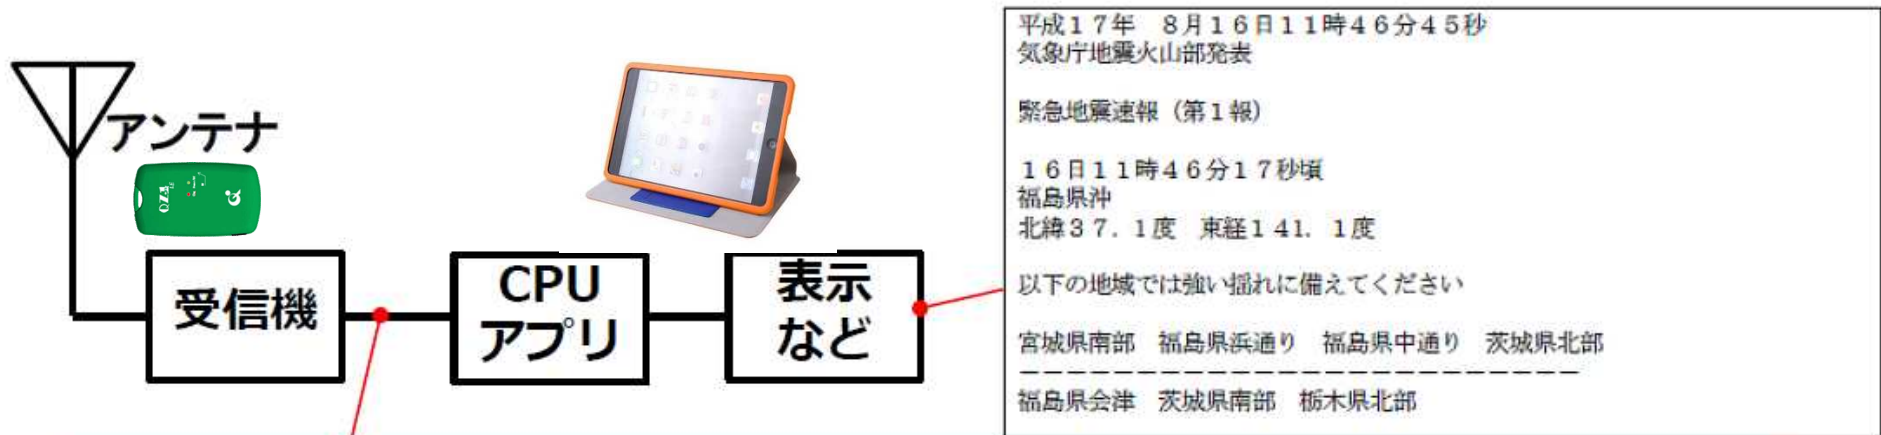 アンテナ
受信機
CPU
アプリ
表示
など
平成１７年　８月１６日１１時４６分４５秒
気象庁地震火山部発表
緊急地震速報（第１報）
１６日１１時４６分１７秒頃
福島県沖
北緯３７．１度　東経１４１．１度
以下の地域では強い揺れに備えてください
宮城県南部　福島県浜通り　福島県中通り　茨城県北部
－－－－－－－－－－－－－－－－－－－－－－－－
福島県会津　茨城県南部　栃木県北部